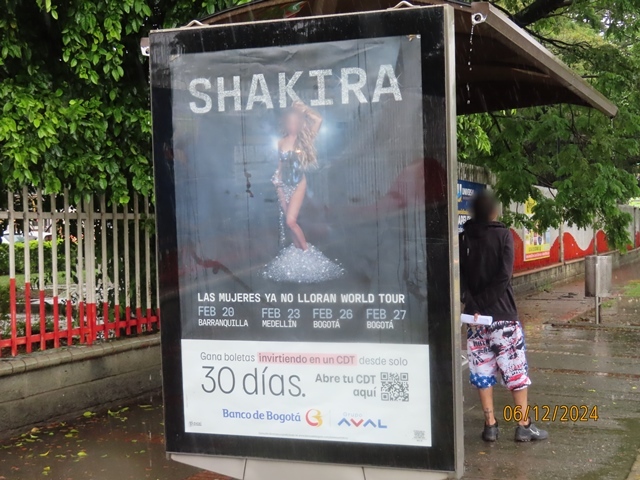 SHAKIRA
LAS MUJERES YA NO LLORAN WORLD TOUR
FEB 20 FEB 23 FEB 26 FEB 27
BARRANQUILLA MEDELLÍN BOGOTÁ BOGOTÁ
Gana boletas invirtiendo en un CDT desde solo
30 días.
Abre tu CDT
aquí
Banco de Bogotá
AVAL
06/12/2024